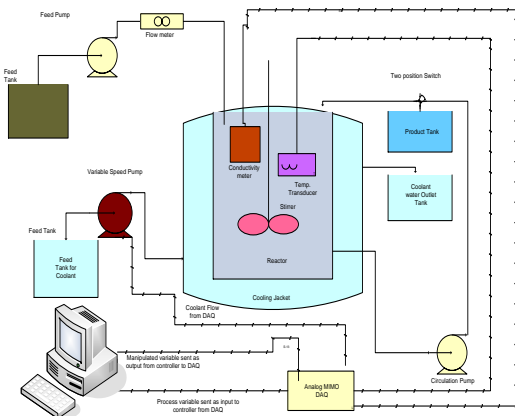 Feed Pump
Flow meter
Feed
Tank
Two position Switch
Product Tank
Conductivity
meter
Temp.
Transducer
Variable Speed Pump
Coolant
water Outlet
Tank
Stirrer
Feed Tank
Feed
Tank for
Coolant
Reactor
Cooling Jacket
Coolant Flow
from DAQ
Manipulated variable sent as
output from controller to DAQ
Analog MIMO
DAQ
Circulation Pump
Process variable sent as input to
controller from DAQ